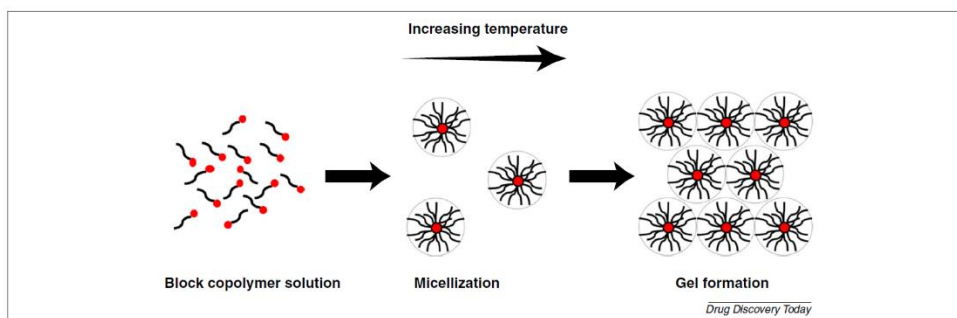 Increasing temperature
Block copolymer solution
Micellization
Gel formation
Drug Discovery Today